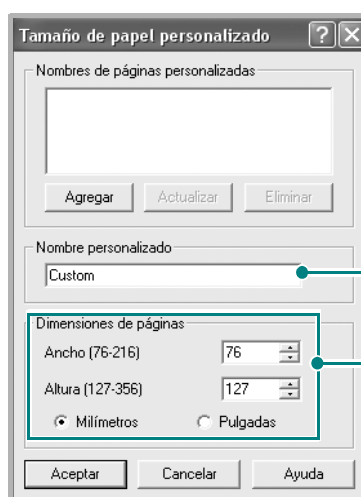 Tamaño de papel personalizado
Nombres de páginas personalizadas
Agregar Actualizar Eliminar
Nombre personalizado
Custom
Dimensiones de páginas
Ancho (76-216) 76
Altura (127-356) 127
Milímetros Pulgadas
Aceptar Cancelar Ayuda